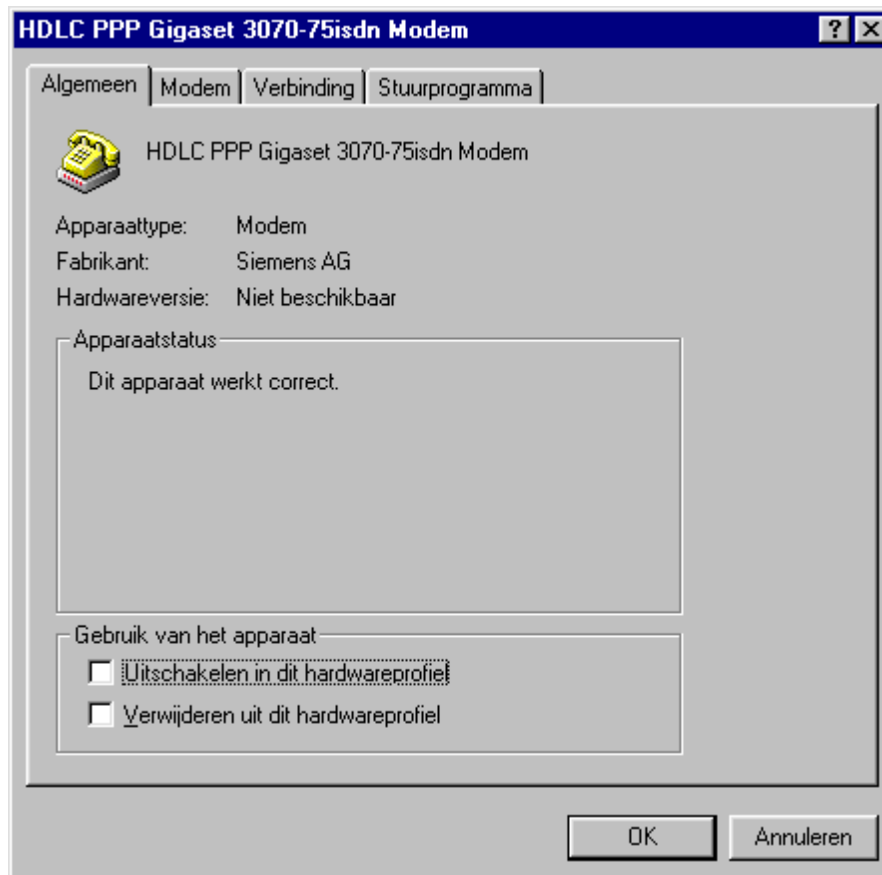 HDLC PPP Gigaset 3070-75isdn Modem
Algemeen Modem Verbinding Stuurprogramma
HDLC PPP Gigaset 3070-75isdn Modem
Apparaattype: Modem
Fabrikant: Siemens AG
Hardwareversie: Niet beschikbaar
Apparaatstatus
Dit apparaat werkt correct.
Gebruik van het apparaat
Uitschakelen in dit hardwareprofiel
Verwijderen uit dit hardwareprofiel
OK Annuleren